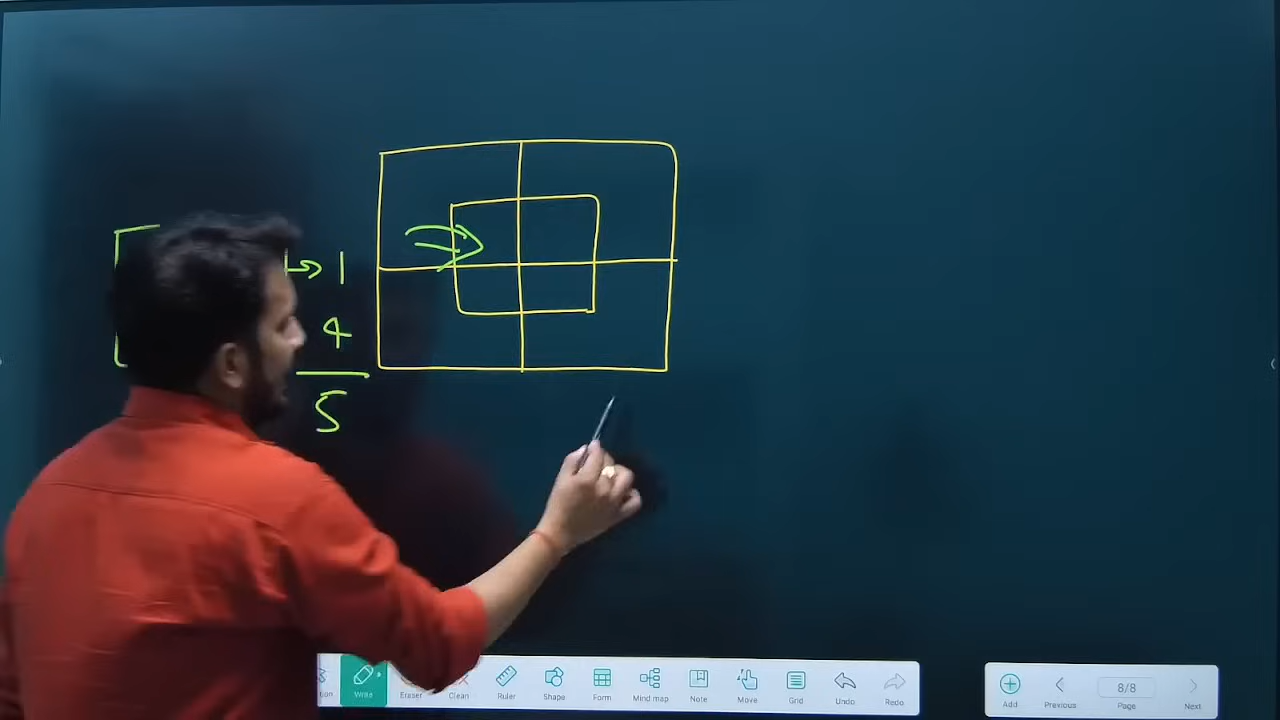 1
4
5
Write
Eraser
Clean
Ruler
Shape
Form
Mind map
Note
Move
Grid
Undo
Redo
Add
Previous
8/8
Page
Next